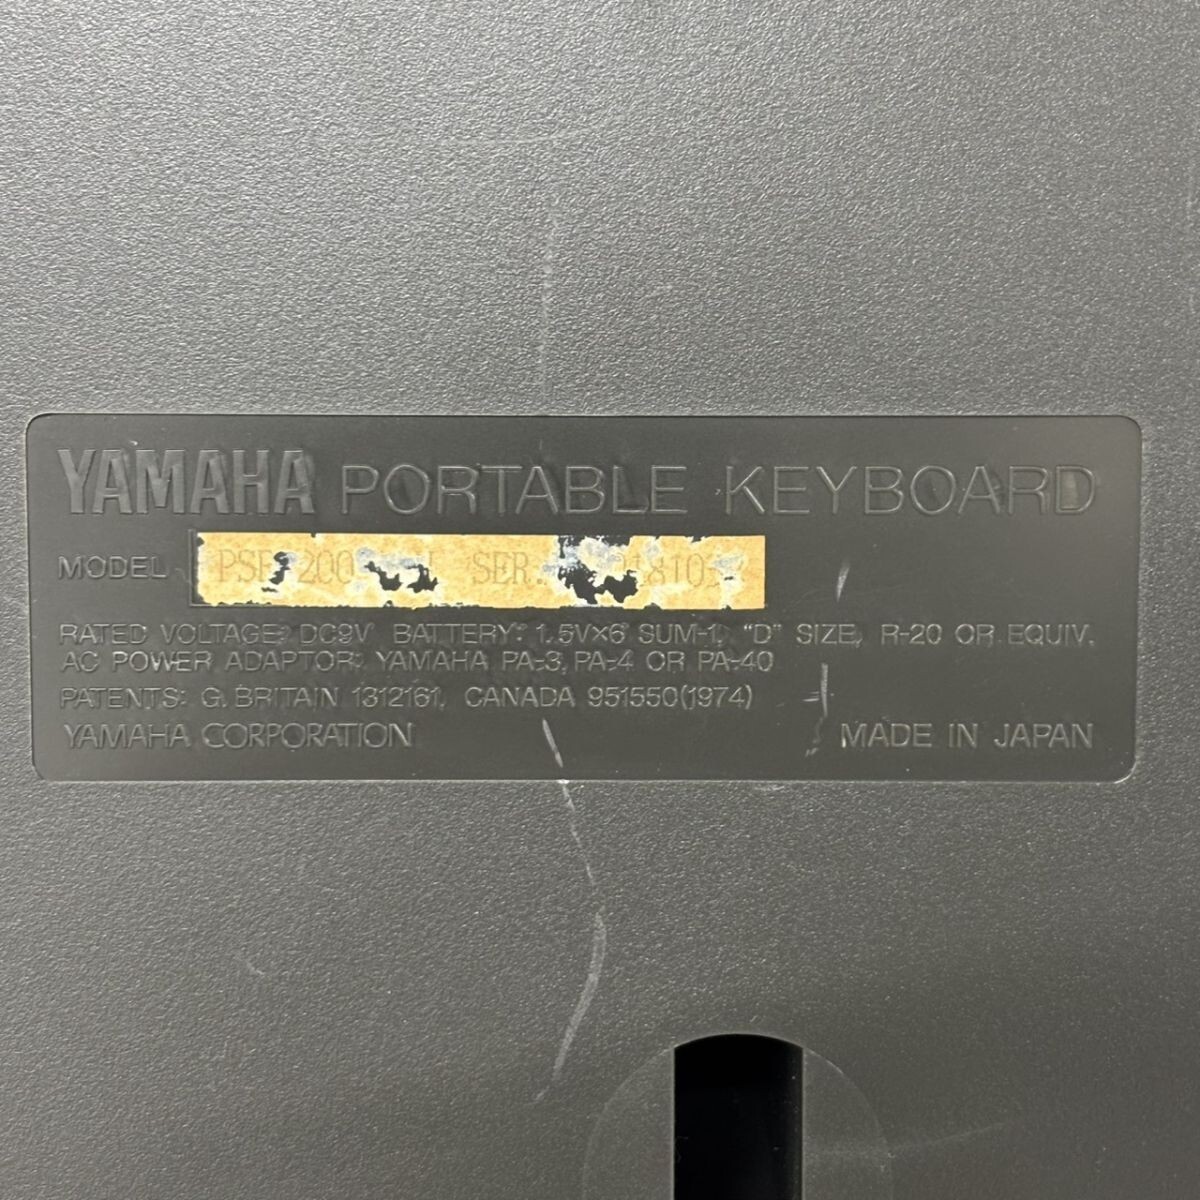 YAMAHA PORTABLE KEYBOARD
MODEL SER.
RATED VOLTAGE: DC9V BATTERY: 1.5V×6 SUM-1, "D" SIZE, R-20 OR EQUIV.
AC POWER ADAPTOR: YAMAHA PA-3, PA-4 OR PA-40
PATENTS: G. BRITAIN 1312161, CANADA 951550(1974)
YAMAHA CORPORATION MADE IN JAPAN